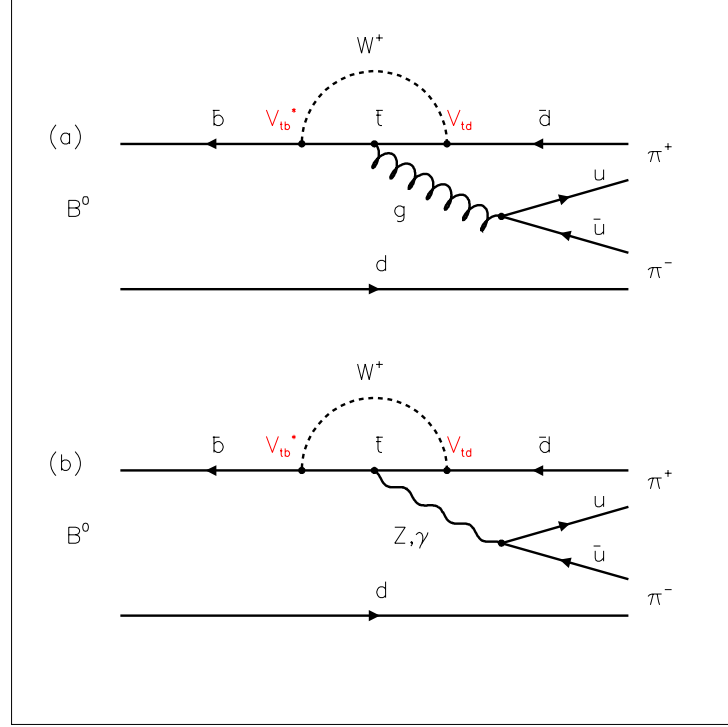 W⁺
b̄ V_tb* t̄ V_td d̄
(a)
π⁺
u
B⁰
g
ū
d
π⁻
W⁺
b̄ V_tb* t̄ V_td d̄
(b)
π⁺
u
B⁰
Z,γ
ū
d
π⁻